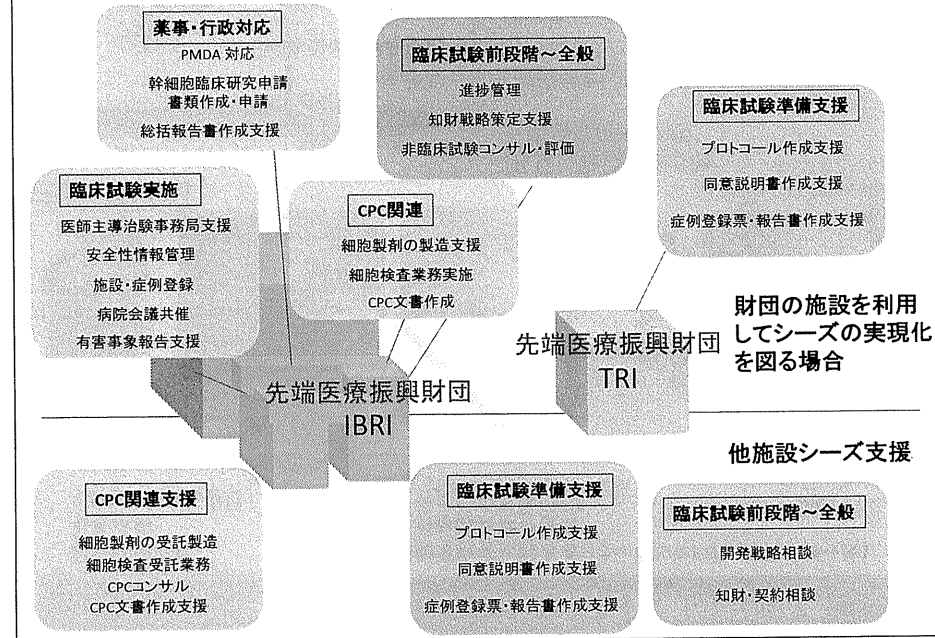 薬事・行政対応
PMDA 対応
幹細胞臨床研究申請
書類作成・申請
総括報告書作成支援
臨床試験前段階~全般
進捗管理
知財戦略策定支援
非臨床試験コンサル・評価
臨床試験準備支援
プロトコール作成支援
同意説明書作成支援
症例登録票・報告書作成支援
臨床試験実施
医師主導治験事務局支援
安全性情報管理
施設・症例登録
病院会議共催
有害事象報告支援
CPC関連
細胞製剤の製造支援
細胞検査業務実施
CPC文書作成
先端医療振興財団
IBRI
先端医療振興財団
TRI
財団の施設を利用
してシーズの実現化
を図る場合
他施設シーズ支援
CPC関連支援
細胞製剤の受託製造
細胞検査受託業務
CPCコンサル
CPC文書作成支援
臨床試験準備支援
プロトコール作成支援
同意説明書作成支援
症例登録票・報告書作成支援
臨床試験前段階~全般
開発戦略相談
知財・契約相談